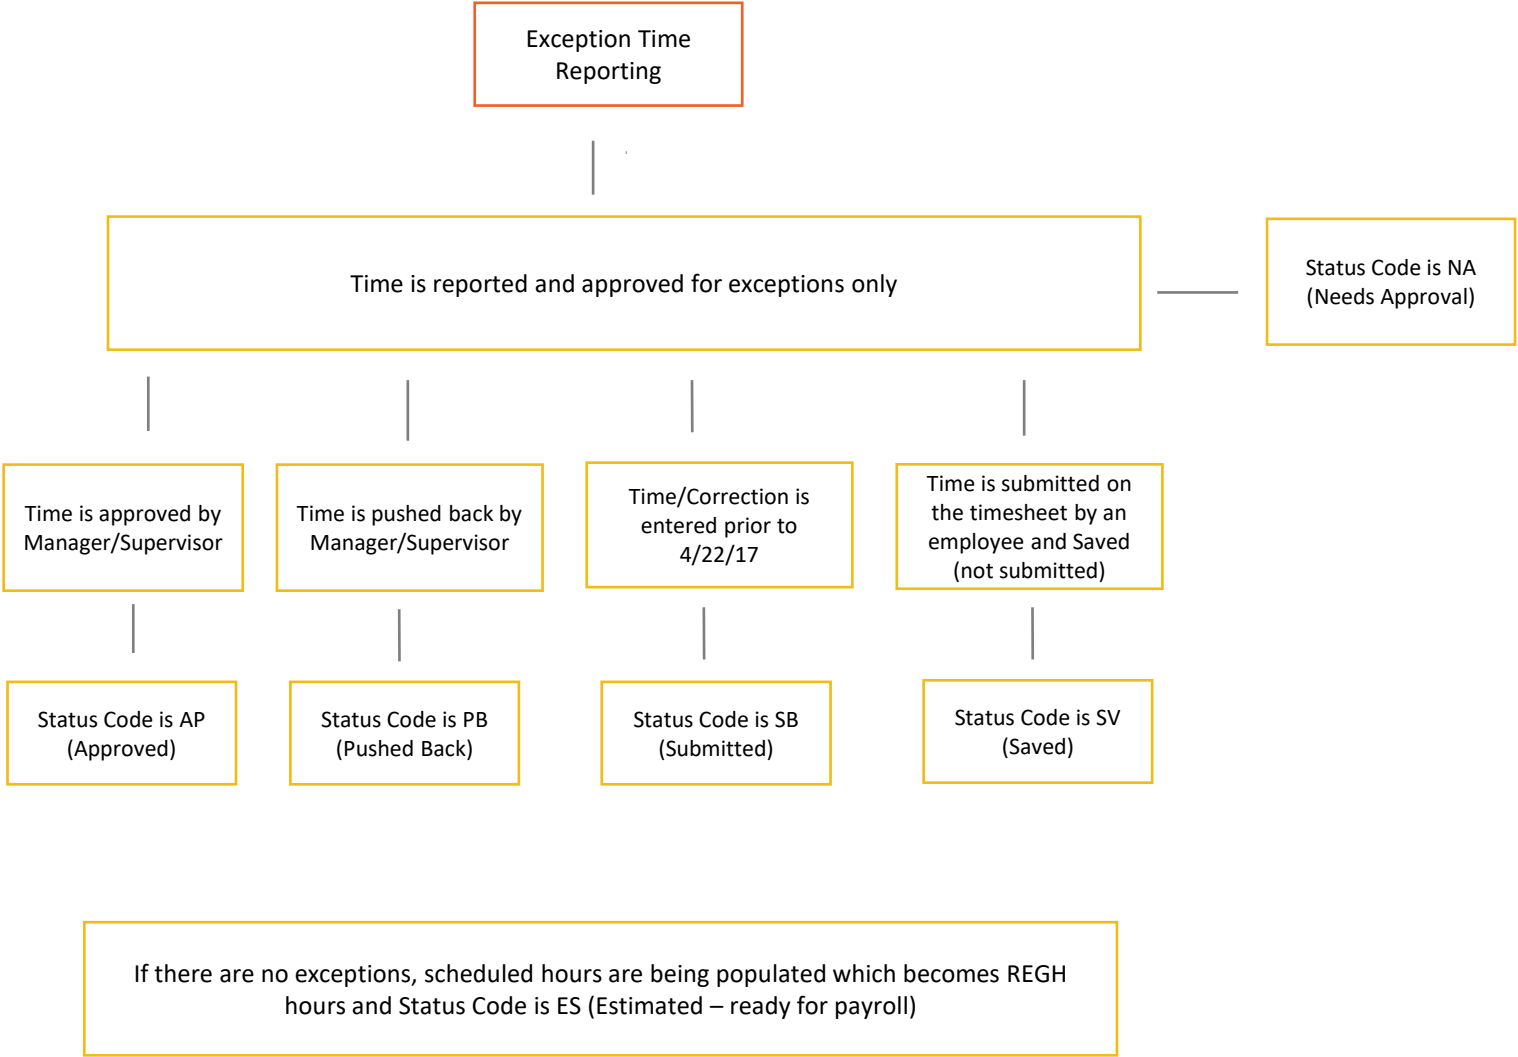 Exception Time
Reporting
Time is reported and approved for exceptions only
Status Code is NA
(Needs Approval)
Time is approved by
Manager/Supervisor
Time is pushed back by
Manager/Supervisor
Time/Correction is
entered prior to
4/22/17
Time is submitted on
the timesheet by an
employee and Saved
(not submitted)
Status Code is AP
(Approved)
Status Code is PB
(Pushed Back)
Status Code is SB
(Submitted)
Status Code is SV
(Saved)
If there are no exceptions, scheduled hours are being populated which becomes REGH
hours and Status Code is ES (Estimated – ready for payroll)